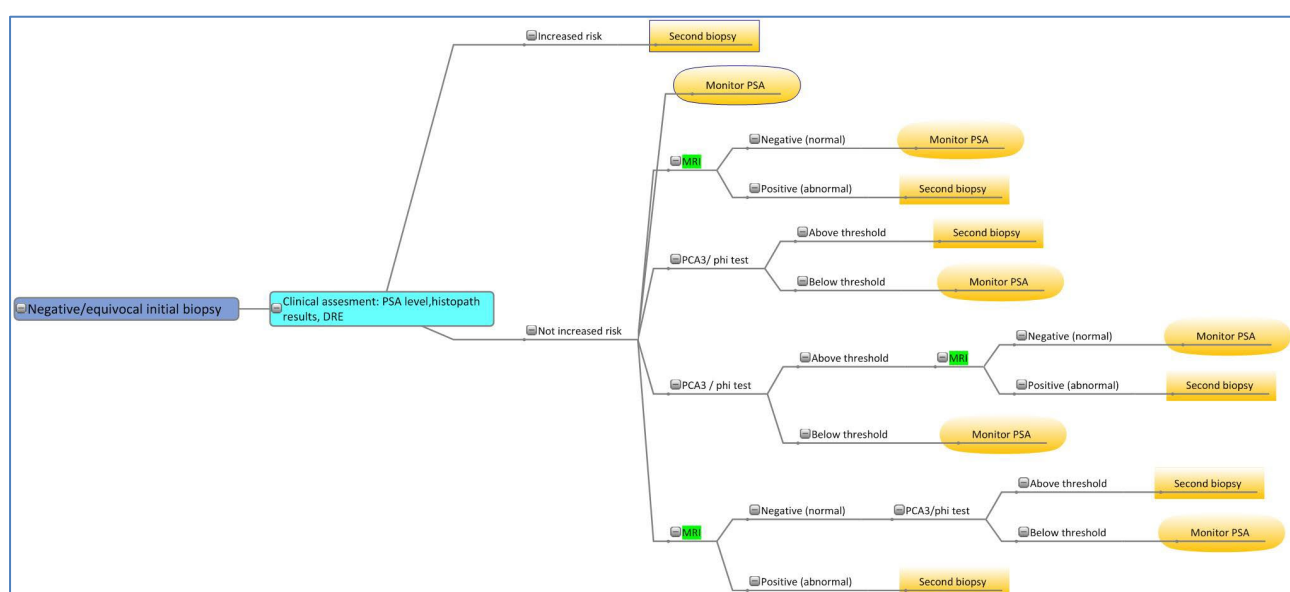 Increased risk
Second biopsy
Monitor PSA
MRI
Negative (normal)
Monitor PSA
Positive (abnormal)
Second biopsy
PCA3/ phi test
Above threshold
Second biopsy
Below threshold
Monitor PSA
Negative/equivocal initial biopsy
Clinical assesment: PSA level,histopath
results, DRE
Not increased risk
PCA3 / phi test
Above threshold
MRI
Negative (normal)
Monitor PSA
Positive (abnormal)
Second biopsy
Below threshold
Monitor PSA
MRI
Negative (normal)
PCA3/phi test
Above threshold
Second biopsy
Below threshold
Monitor PSA
Positive (abnormal)
Second biopsy